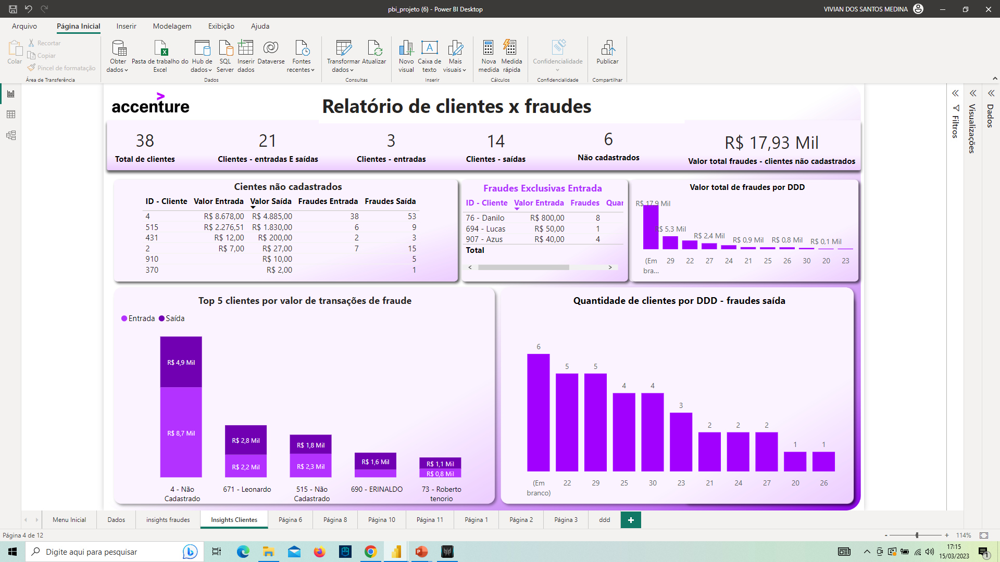 pbi_projeto (6) - Power BI Desktop
VIVIAN DOS SANTOS MEDINA
Arquivo Página Inicial Inserir Modelagem Exibição Ajuda
Colar
Recortar
Copiar
Pincel de formatação
Área de Transferência
Obter dados
Pasta de trabalho do Excel
Hub de dados
SQL Server
Inserir dados
Dataverse
Fontes recentes
Dados
Transformar dados
Atualizar
Consultas
Novo visual
Caixa de texto
Mais visuais
Inserir
Nova medida
Medida rápida
Cálculos
Confidencialidade
Confidencialidade
Publicar
Compartilhar
accenture
Relatório de clientes x fraudes
38
Total de clientes
21
Clientes - entradas E saídas
3
Clientes - entradas
14
Clientes - saídas
6
Não cadastrados
R$ 17,93 Mil
Valor total fraudes - clientes não cadastrados
Cientes não cadastrados
ID - Cliente Valor Entrada Valor Saída Fraudes Entrada Fraudes Saída
4 R$ 8.678,00 R$ 4.885,00 38 53
515 R$ 2.276,51 R$ 1.830,00 6 9
431 R$ 12,00 R$ 200,00 2 3
2 R$ 7,00 R$ 27,00 7 15
910 R$ 10,00 5
370 R$ 2,00 1
Fraudes Exclusivas Entrada
ID - Cliente Valor Entrada Fraudes Quar
76 - Danilo R$ 800,00 8
694 - Lucas R$ 50,00 1
907 - Azus R$ 40,00 4
Total
Valor total de fraudes por DDD
R$ 17,9 Mil
R$ 5,3 Mil
R$ 2,4 Mil
R$ 0,9 Mil
R$ 0,8 Mil
R$ 0,1 Mil
(Em bra... 29 22 27 24 21 25 26 30 20 23
Top 5 clientes por valor de transações de fraude
Entrada Saída
R$ 4,9 Mil
R$ 8,7 Mil
R$ 2,8 Mil
R$ 2,2 Mil
R$ 1,8 Mil
R$ 2,3 Mil
R$ 1,6 Mil
R$ 1,1 Mil
R$ 0,8 Mil
4 - Não Cadastrado
671 - Leonardo
515 - Não Cadastrado
690 - ERINALDO
73 - Roberto tenorio
Quantidade de clientes por DDD - fraudes saída
6 5 5 4 4 3 2 2 2 1 1
(Em branco) 22 29 25 30 23 21 24 27 20 26
Filtros
Visualizações
Dados
Menu Inicial Dados insights fraudes Insights Clientes Página 6 Página 8 Página 10 Página 11 Página 1 Página 2 Página 3 ddd
Página 4 de 12
114%
Digite aqui para pesquisar
17:15
15/03/2023
1